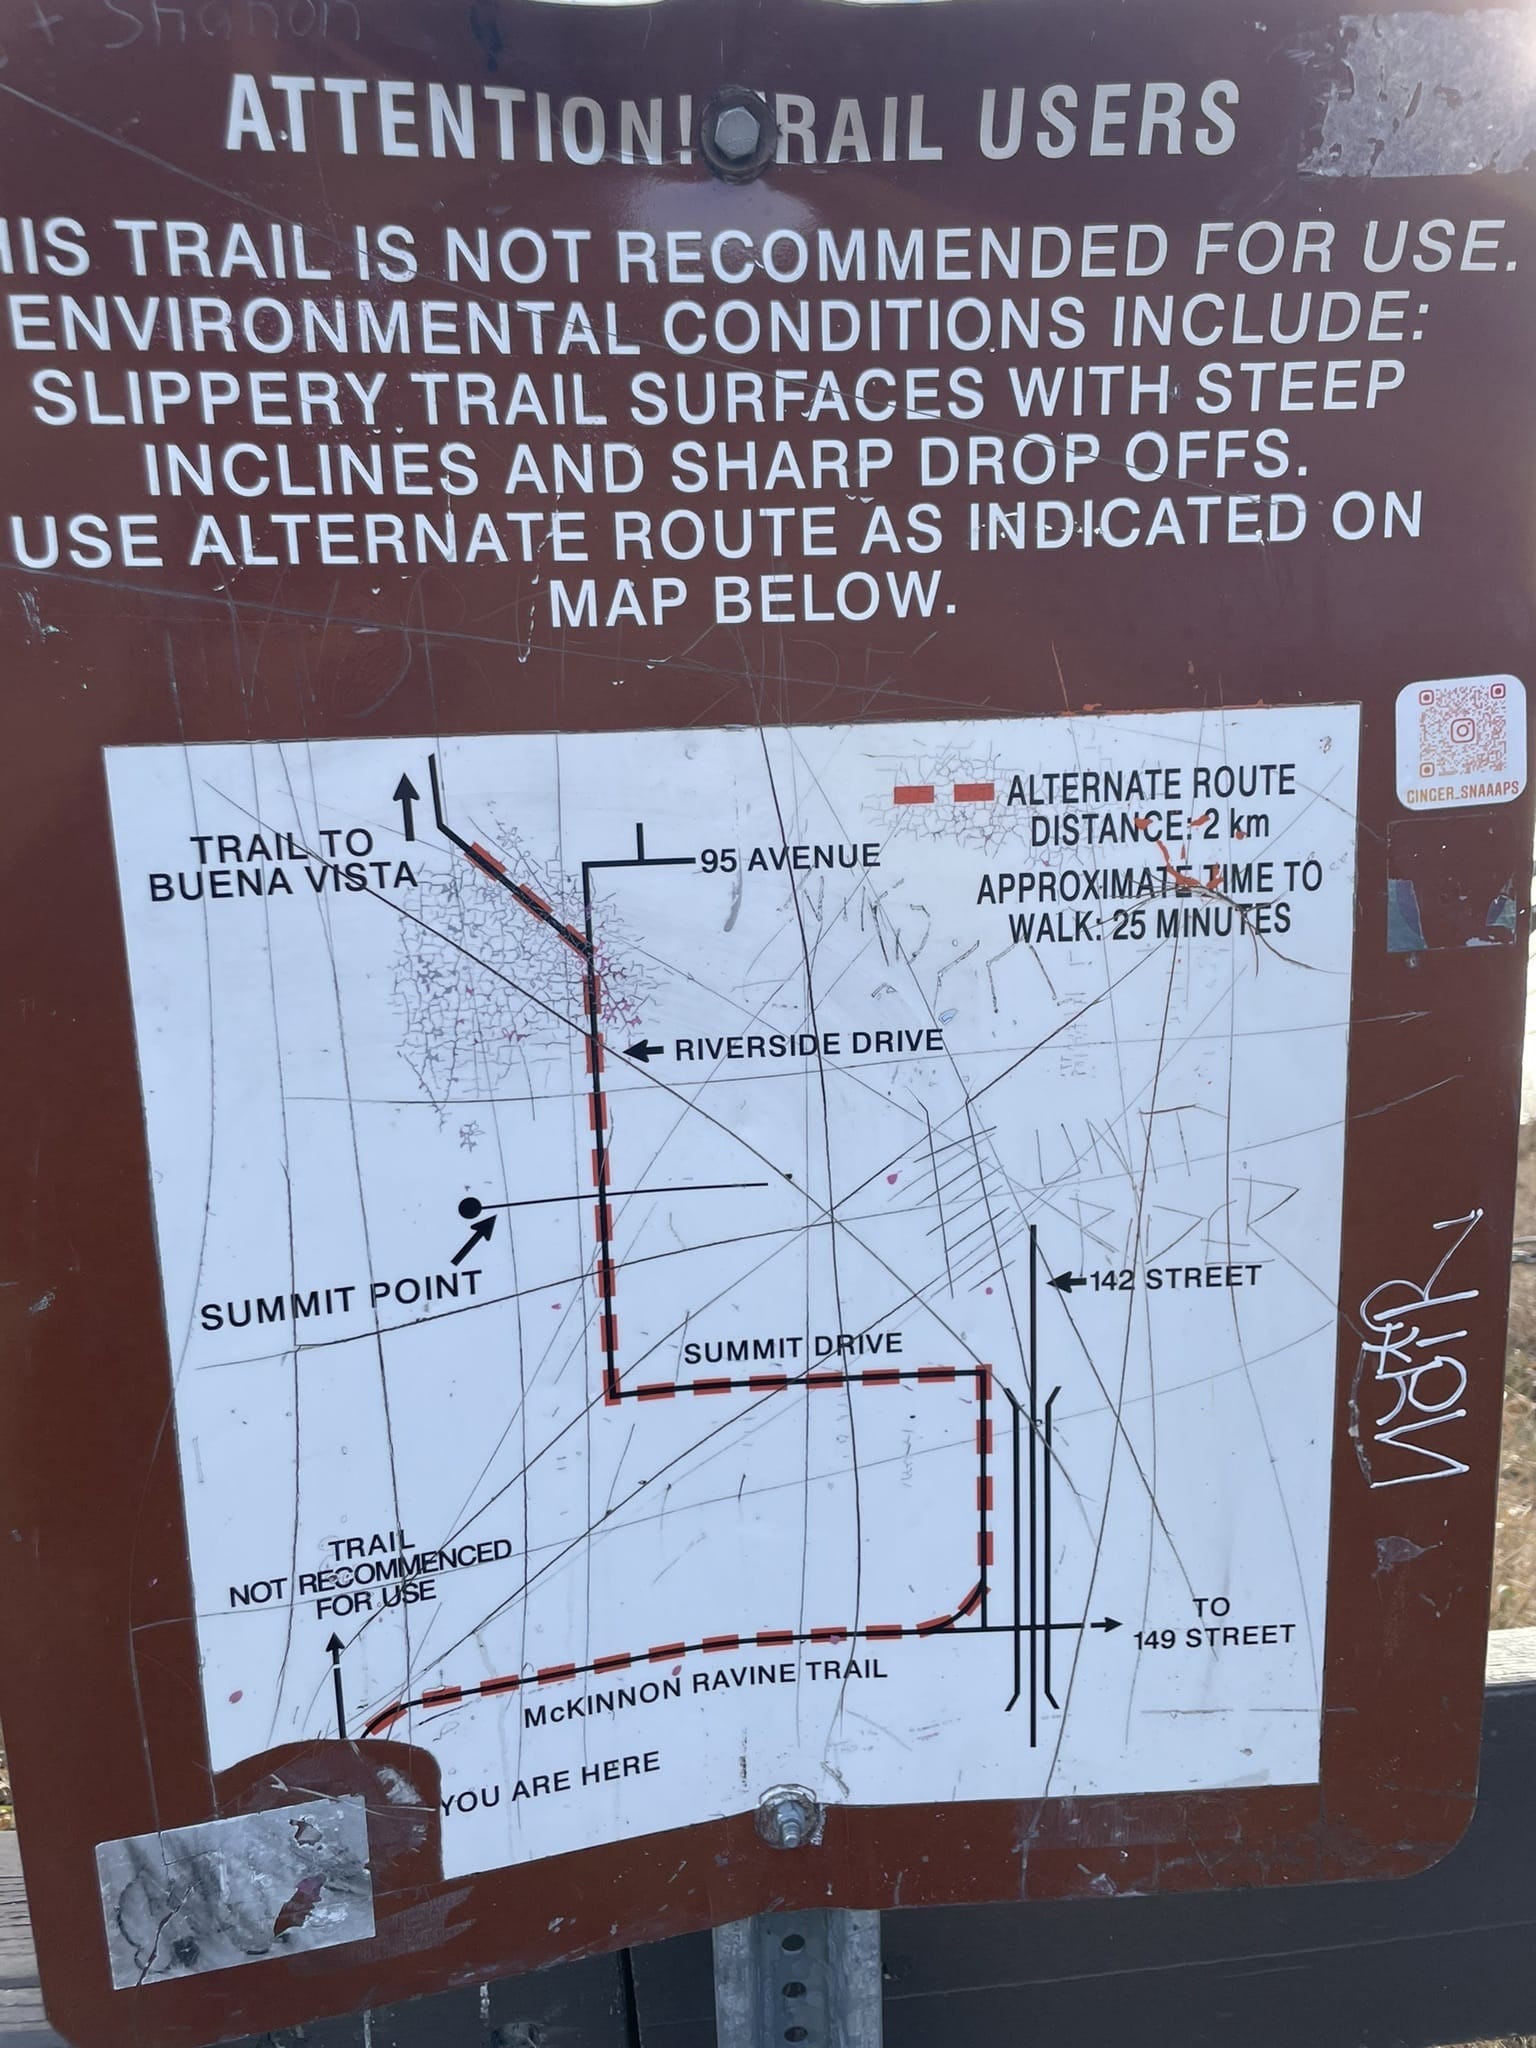 + Shanon
ATTENTION! RAIL USERS
HIS TRAIL IS NOT RECOMMENDED FOR USE.
ENVIRONMENTAL CONDITIONS INCLUDE:
SLIPPERY TRAIL SURFACES WITH STEEP
INCLINES AND SHARP DROP OFFS.
USE ALTERNATE ROUTE AS INDICATED ON
MAP BELOW.
GINGER_SNAAAPS
ALTERNATE ROUTE
DISTANCE: 2 km
APPROXIMATE TIME TO
WALK: 25 MINUTES
TRAIL TO
BUENA VISTA
95 AVENUE
RIVERSIDE DRIVE
SUMMIT POINT
142 STREET
SUMMIT DRIVE
TRAIL
NOT RECOMMENCED
FOR USE
TO
149 STREET
McKINNON RAVINE TRAIL
YOU ARE HERE